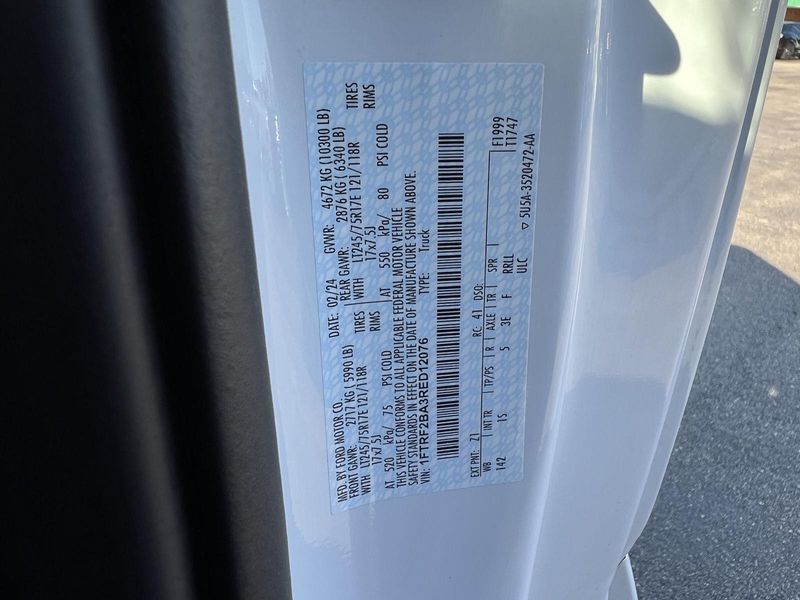 MFD. BY FORD MOTOR CO.
DATE: 02/24 GVWR: 4672 KG (10300 LB)
FRONT GAWR: 2717 KG (5990 LB) REAR GAWR: 2876 KG (6340 LB)
WITH LT245/75R17E 121/118R TIRES WITH LT245/75R17E 121/118R TIRES
17x7.5J RIMS 17x7.5J RIMS
AT 520 kPa/ 75 PSI COLD AT 550 kPa/ 80 PSI COLD
THIS VEHICLE CONFORMS TO ALL APPLICABLE FEDERAL MOTOR VEHICLE
SAFETY STANDARDS IN EFFECT ON THE DATE OF MANUFACTURE SHOWN ABOVE.
VIN: 1FTRF2BA3RED12076 TYPE: Truck
EXT PNT: Z1 RC: 41 DSO: F1999
WB INT TR TP/PS R AXLE TR SPR T1747
142 IS 5 3E F RRLL
ULC ▽ 5U5A-3520472-AA